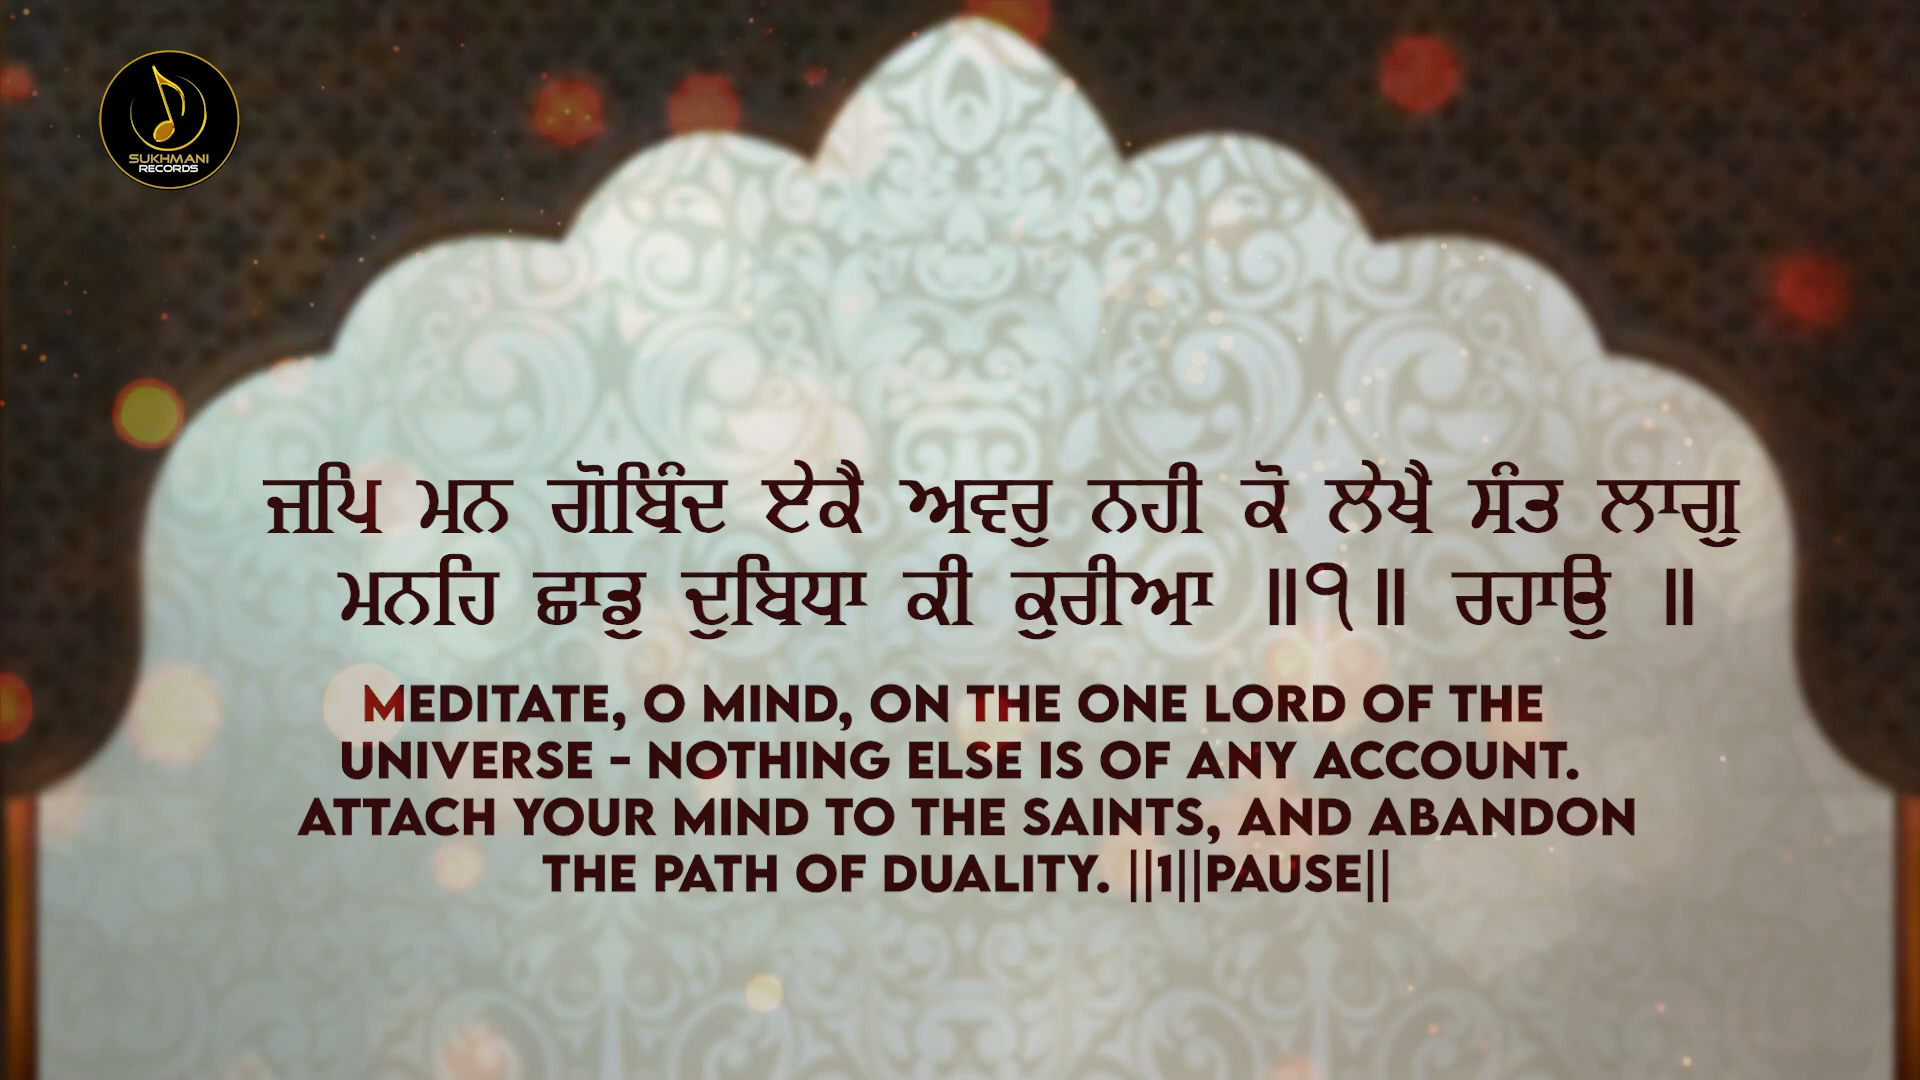 SUKHMANI
RECORDS
ਜਪਿ ਮਨ ਗੋਬਿੰਦ ਏਕੈ ਅਵਰੁ ਨਹੀ ਕੋ ਲੇਖੈ ਸੰਤ ਲਾਗੁ
ਮਨਹਿ ਛਾਡੁ ਦੁਬਿਧਾ ਕੀ ਕੁਰੀਆ ॥੧॥ ਰਹਾਉ ॥
MEDITATE, O MIND, ON THE ONE LORD OF THE
UNIVERSE - NOTHING ELSE IS OF ANY ACCOUNT.
ATTACH YOUR MIND TO THE SAINTS, AND ABANDON
THE PATH OF DUALITY. ||1||PAUSE||